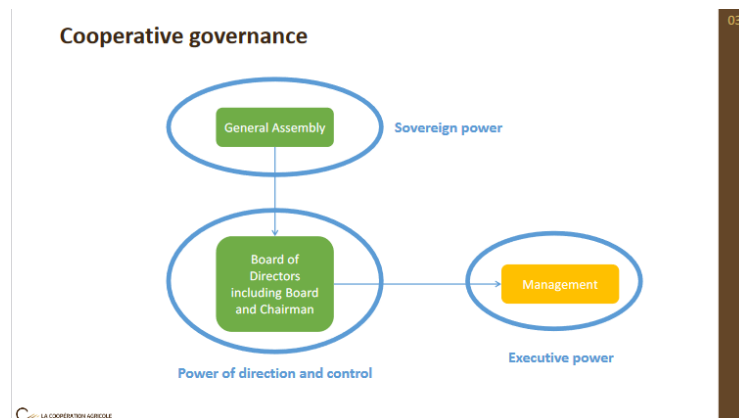 Cooperative governance
03
General Assembly
Sovereign power
Board of
Directors
including Board
and Chairman
Management
Power of direction and control
Executive power
LA COOPÉRATION AGRICOLE